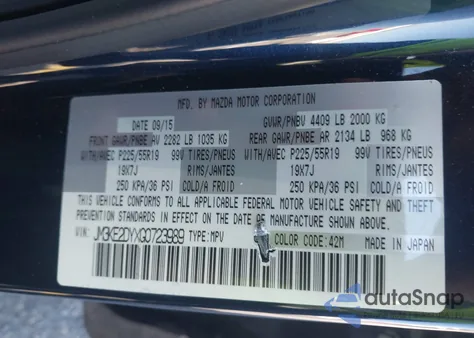 MFD. BY MAZDA MOTOR CORPORATION
DATE: 09/15 GVWR/PNBV 4409 LB 2000 KG
FRONT GAWR/PNBE AV 2282 LB 1035 KG REAR GAWR/PNBE AR 2134 LB 968 KG
WITH/AVEC P225/55R19 99V TIRES/PNEUS WITH/AVEC P225/55R19 99V TIRES/PNEUS
19X7J RIMS/JANTES 19X7J RIMS/JANTES
250 KPA/36 PSI COLD/A FROID 250 KPA/36 PSI COLD/A FROID
THIS VEHICLE CONFORMS TO ALL APPLICABLE FEDERAL MOTOR VEHICLE SAFETY AND THEFT
PREVENTION STANDARDS IN EFFECT ON THE DATE OF MANUFACTURE SHOWN ABOVE.
VIN: JM3KE2DYXG0723989 TYPE:MPV COLOR CODE:42M MADE IN JAPAN
autoSnap